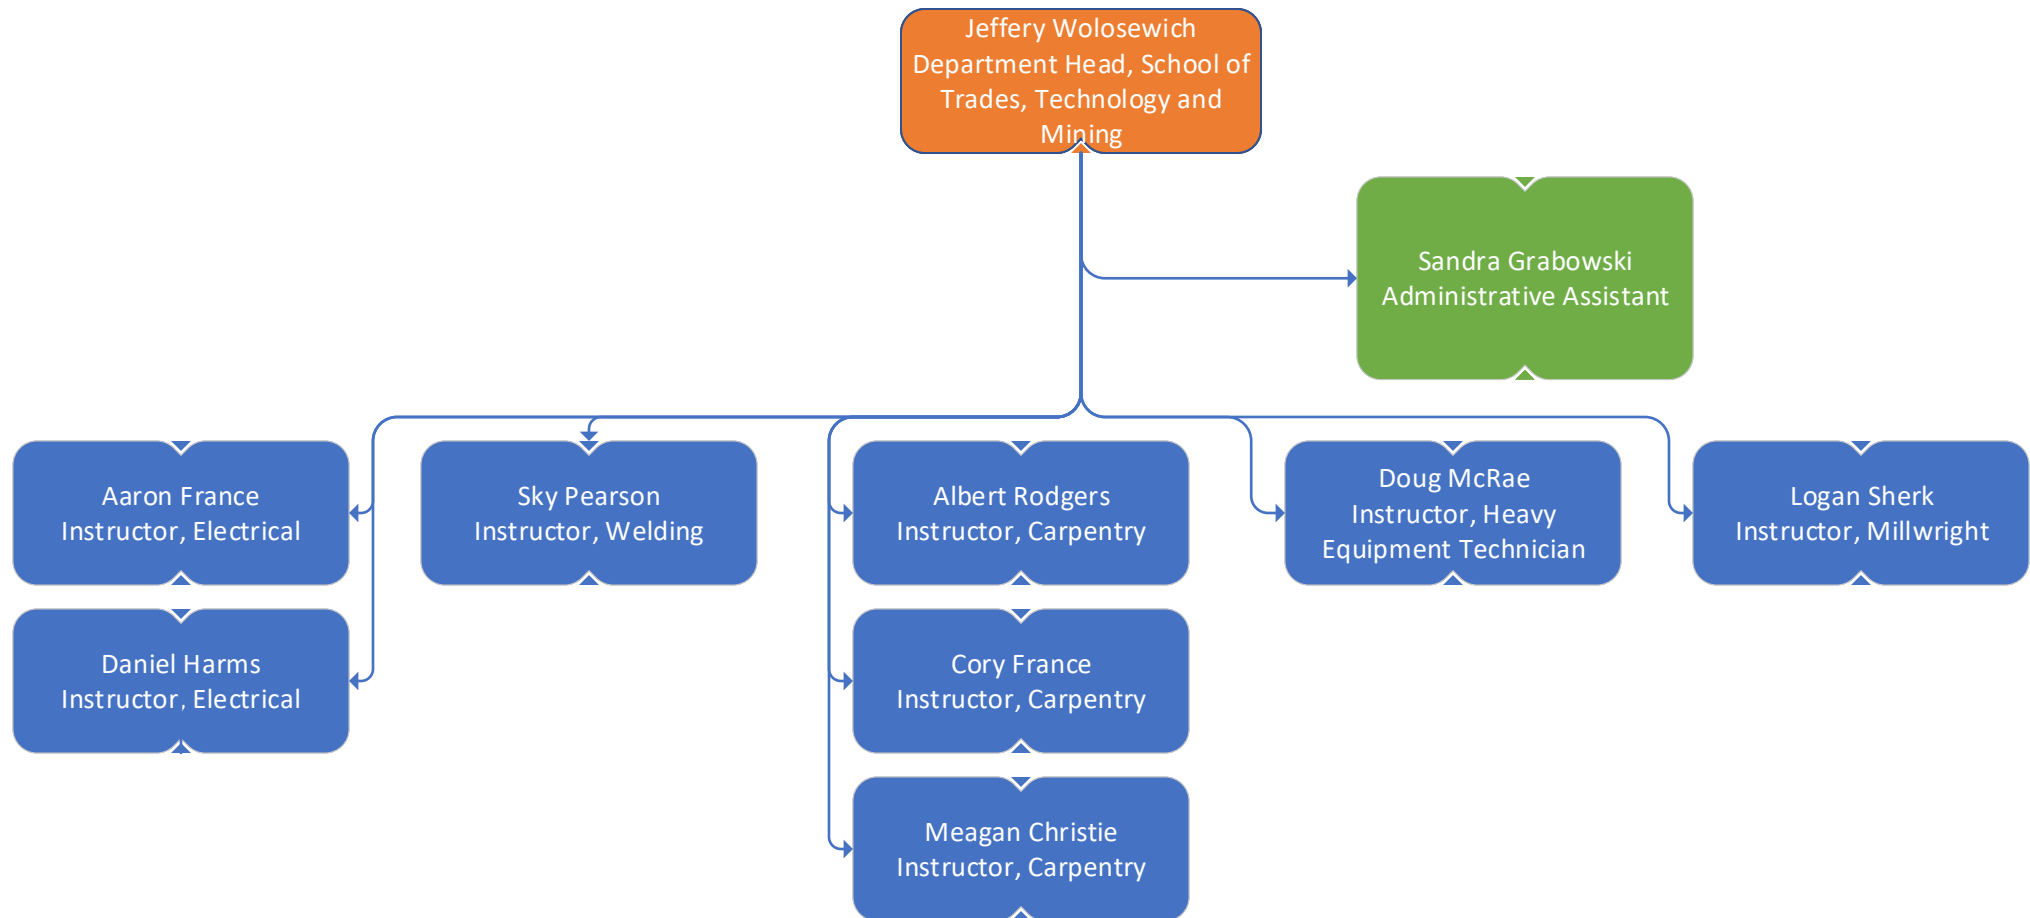 Jeffery Wolosewich
Department Head, School of
Trades, Technology and
Mining
Sandra Grabowski
Administrative Assistant
Aaron France
Instructor, Electrical
Sky Pearson
Instructor, Welding
Albert Rodgers
Instructor, Carpentry
Doug McRae
Instructor, Heavy
Equipment Technician
Logan Sherk
Instructor, Millwright
Daniel Harms
Instructor, Electrical
Cory France
Instructor, Carpentry
Meagan Christie
Instructor, Carpentry